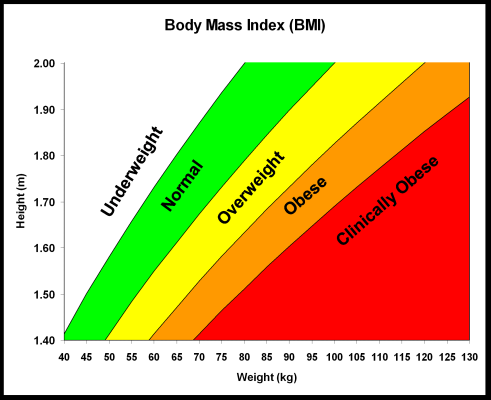 Body Mass Index (BMI)
2.00
1.90
1.80
1.70
1.60
1.50
1.40
Height (m)
Underweight
Normal
Overweight
Obese
Clinically Obese
40 45 50 55 60 65 70 75 80 85 90 95 100 105 110 115 120 125 130
Weight (kg)